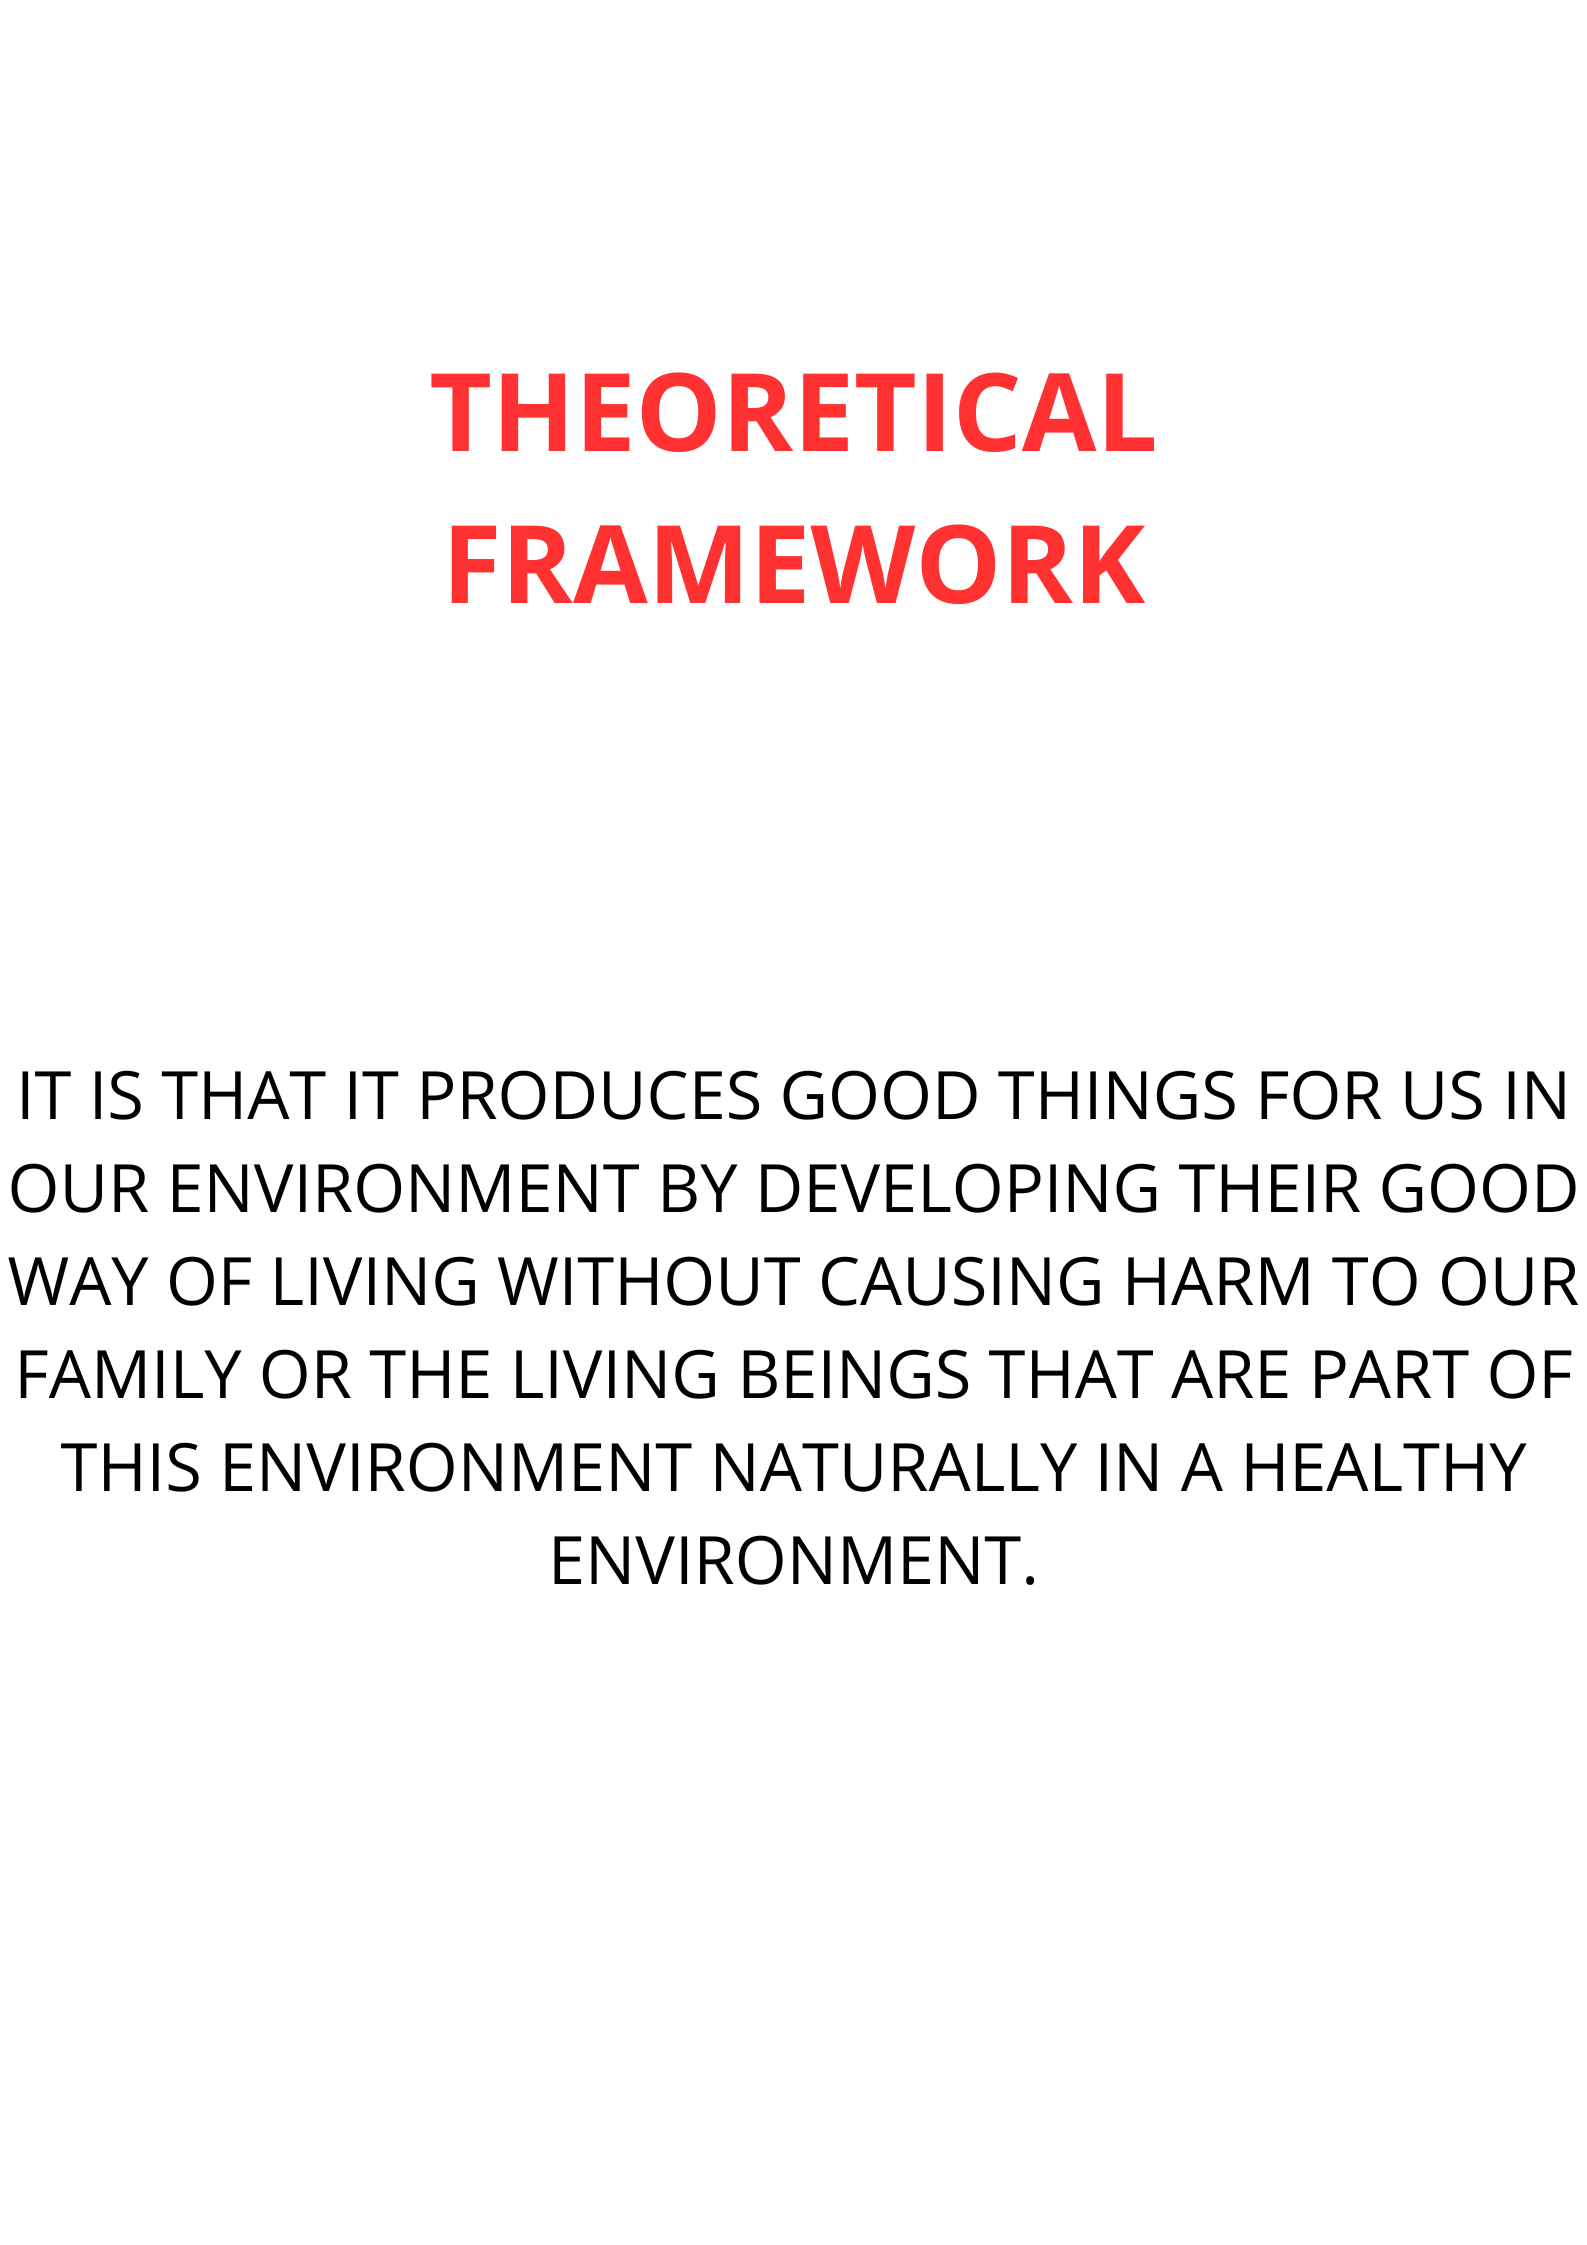 THEORETICAL
FRAMEWORK
IT IS THAT IT PRODUCES GOOD THINGS FOR US IN
OUR ENVIRONMENT BY DEVELOPING THEIR GOOD
WAY OF LIVING WITHOUT CAUSING HARM TO OUR
FAMILY OR THE LIVING BEINGS THAT ARE PART OF
THIS ENVIRONMENT NATURALLY IN A HEALTHY
ENVIRONMENT.